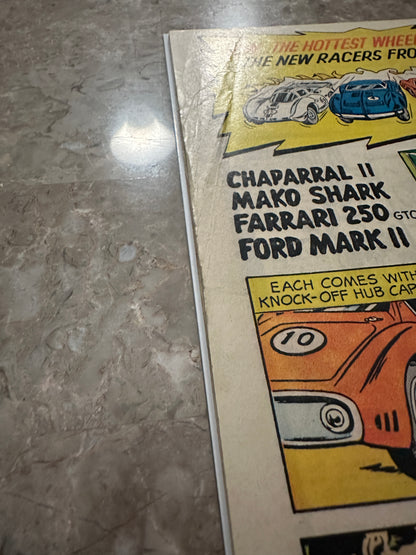 THE HOTTEST WHEE
THE NEW RACERS FRO
CHAPARRAL II
MAKO SHARK
FARRARI 250 GTO
FORD MARK II
EACH COMES WITH
KNOCK-OFF HUB CAP
10